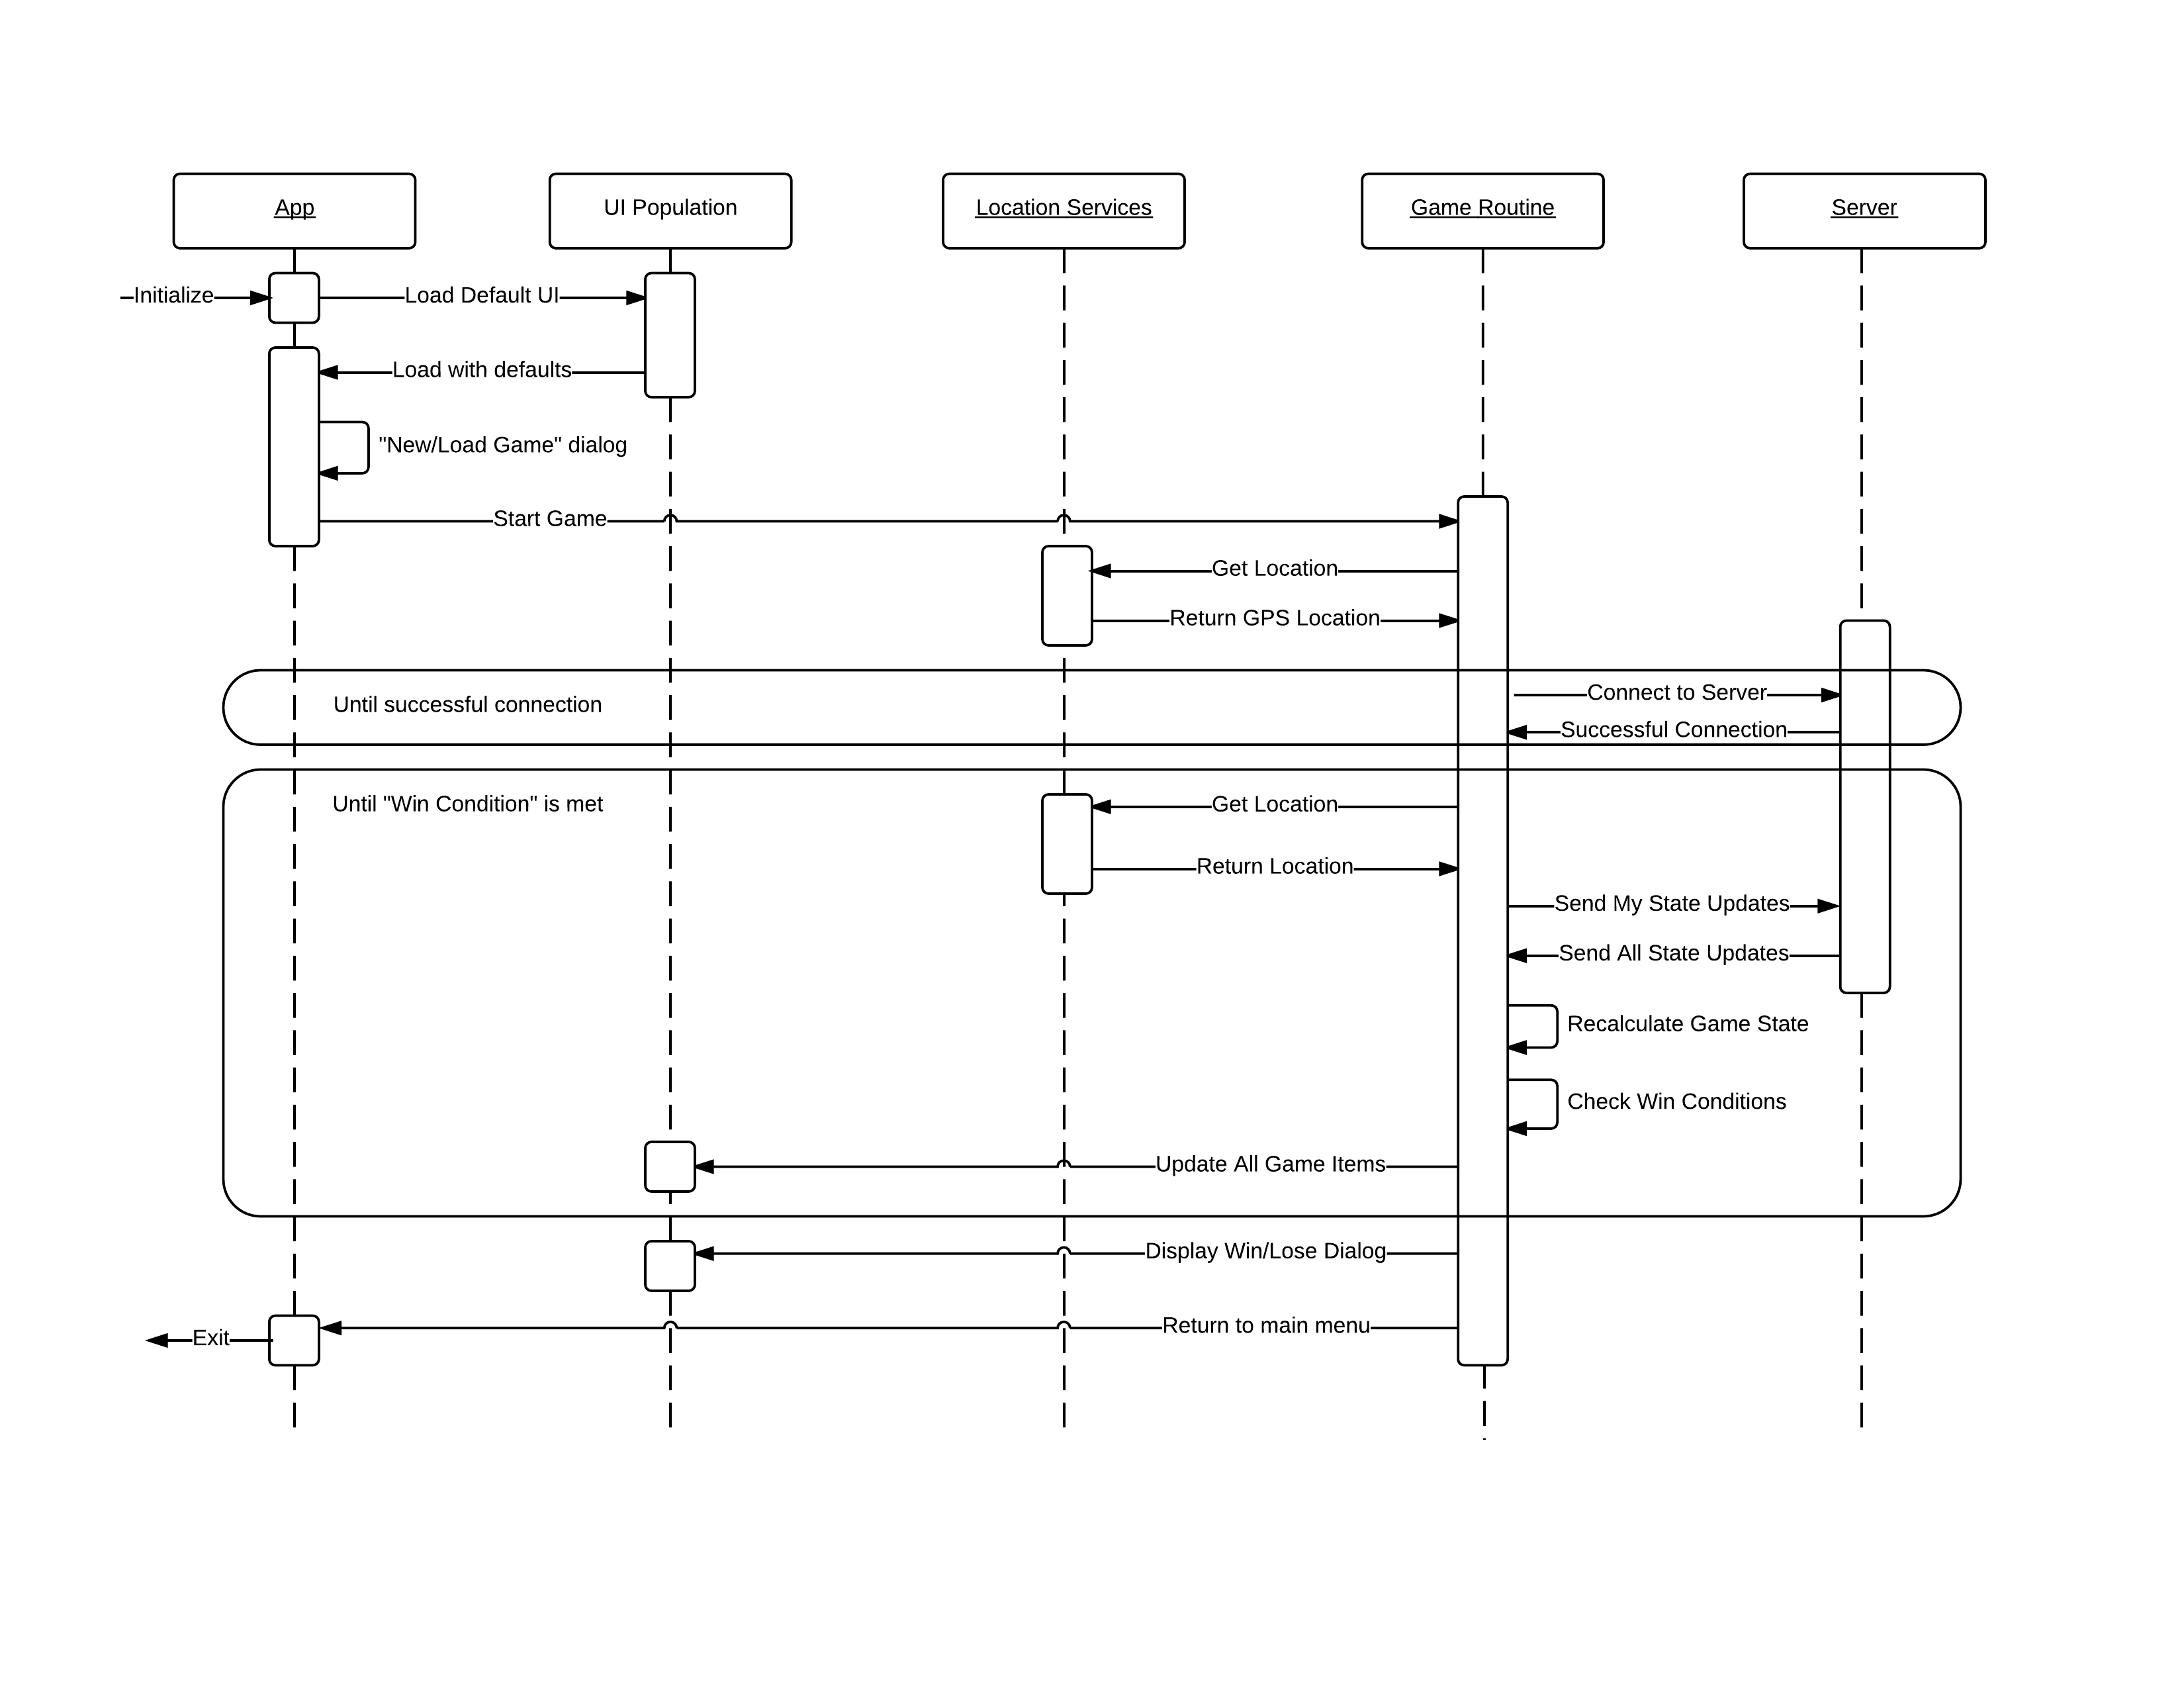 App
UI Population
Location Services
Game Routine
Server
Initialize
Load Default UI
Load with defaults
"New/Load Game" dialog
Start Game
Get Location
Return GPS Location
Until successful connection
Connect to Server
Successful Connection
Until "Win Condition" is met
Get Location
Return Location
Send My State Updates
Send All State Updates
Recalculate Game State
Check Win Conditions
Update All Game Items
Display Win/Lose Dialog
Return to main menu
Exit